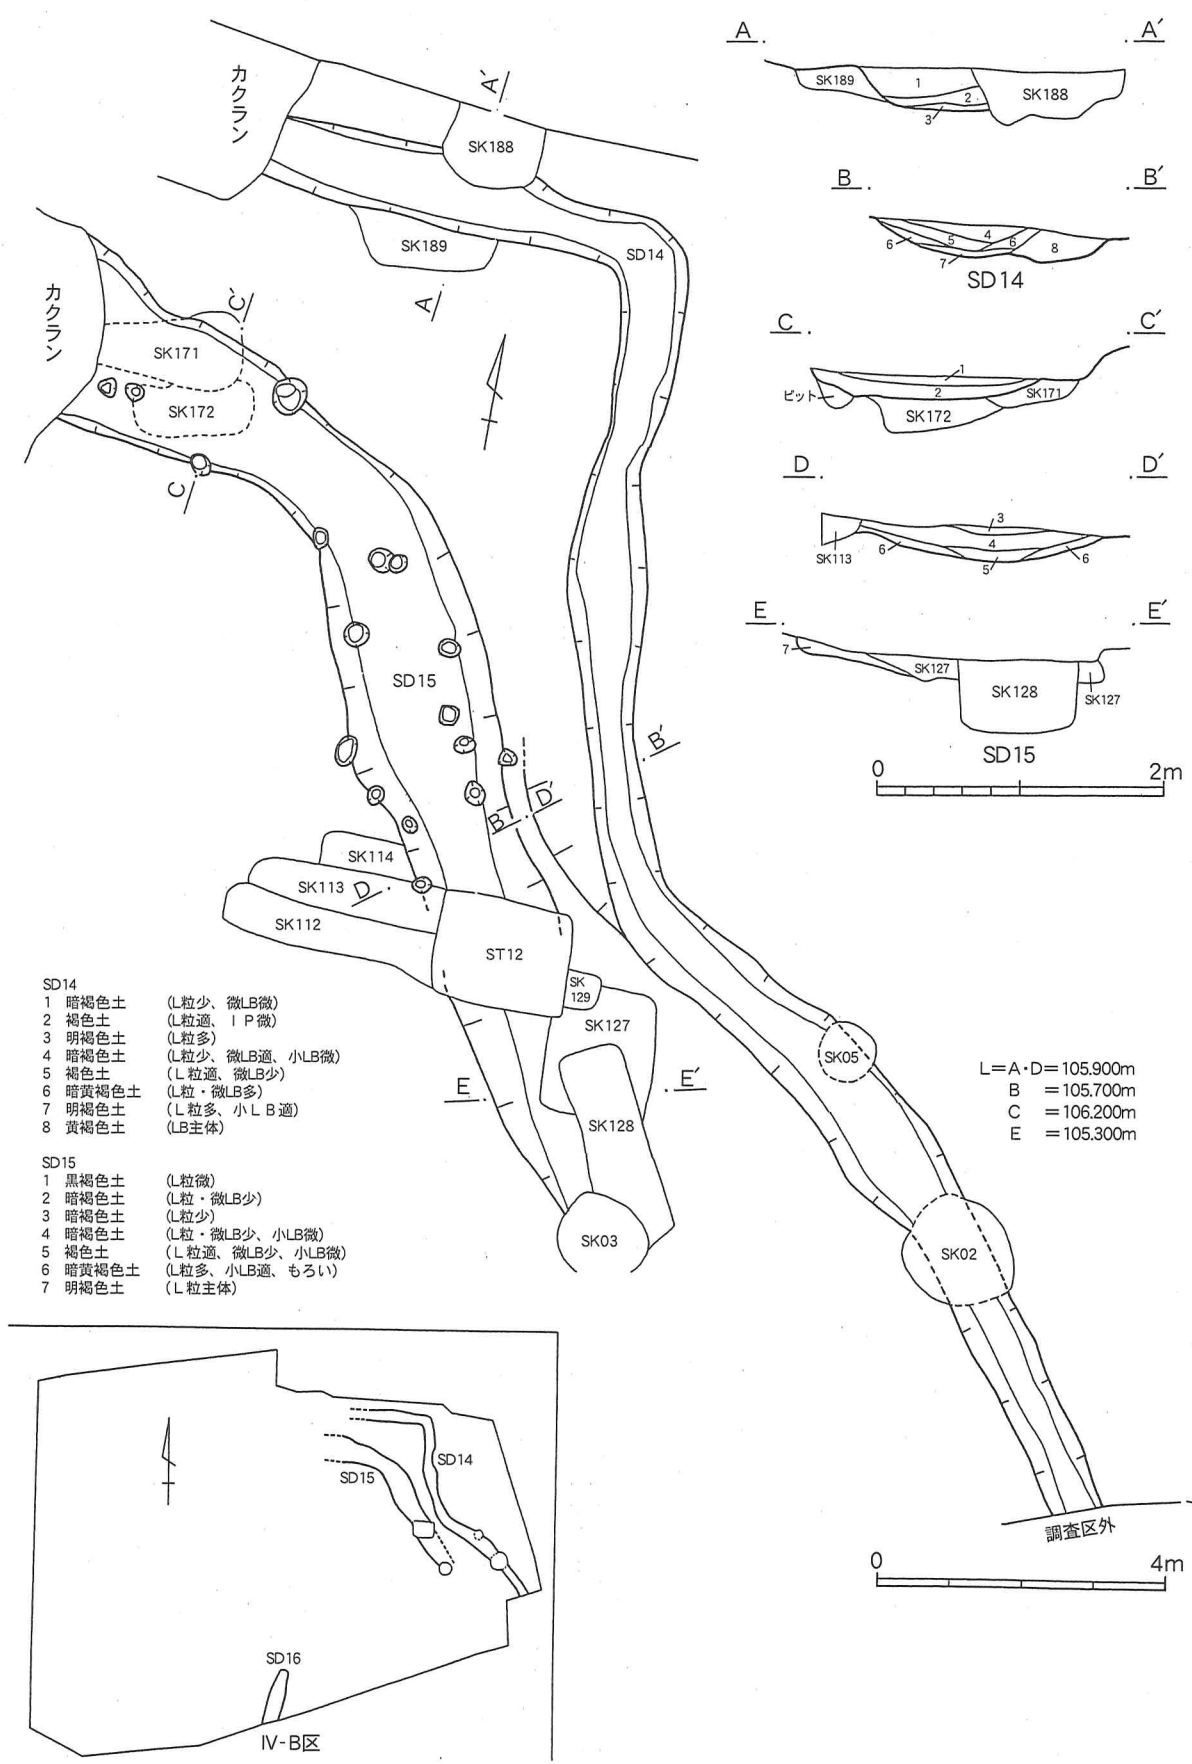 カクラン
A′
SK188
SK189
A
SD14
カクラン
C′
SK171
SK172
C
SD15
B′
B
D′
SK114
SK113
D
SK112
ST12
SK
129
SK127
E
E′
SK128
SK03
SK05
SK02
調査区外
A
A′
SK189
1
2
3
SK188
B
B′
4
5
6
6
7
8
SD14
C
C′
1
2
ピット
SK172
SK171
D
D′
3
4
5
6
6
SK113
E
E′
7
SK127
SK128
SK127
SD15
0 2m
L=A・D=105.900m
B =105.700m
C =106.200m
E =105.300m
0 4m
SD14
1 暗褐色土 (L粒少、微LB微)
2 褐色土 (L粒適、IP微)
3 明褐色土 (L粒多)
4 暗褐色土 (L粒少、微LB適、小LB微)
5 褐色土 (L粒適、微LB少)
6 暗黄褐色土 (L粒・微LB多)
7 明褐色土 (L粒多、小LB適)
8 黄褐色土 (LB主体)
SD15
1 黒褐色土 (L粒微)
2 暗褐色土 (L粒・微LB少)
3 暗褐色土 (L粒少)
4 暗褐色土 (L粒・微LB少、小LB微)
5 褐色土 (L粒適、微LB少、小LB微)
6 暗黄褐色土 (L粒多、小LB適、もろい)
7 明褐色土 (L粒主体)
SD14
SD15
SD16
IV-B区